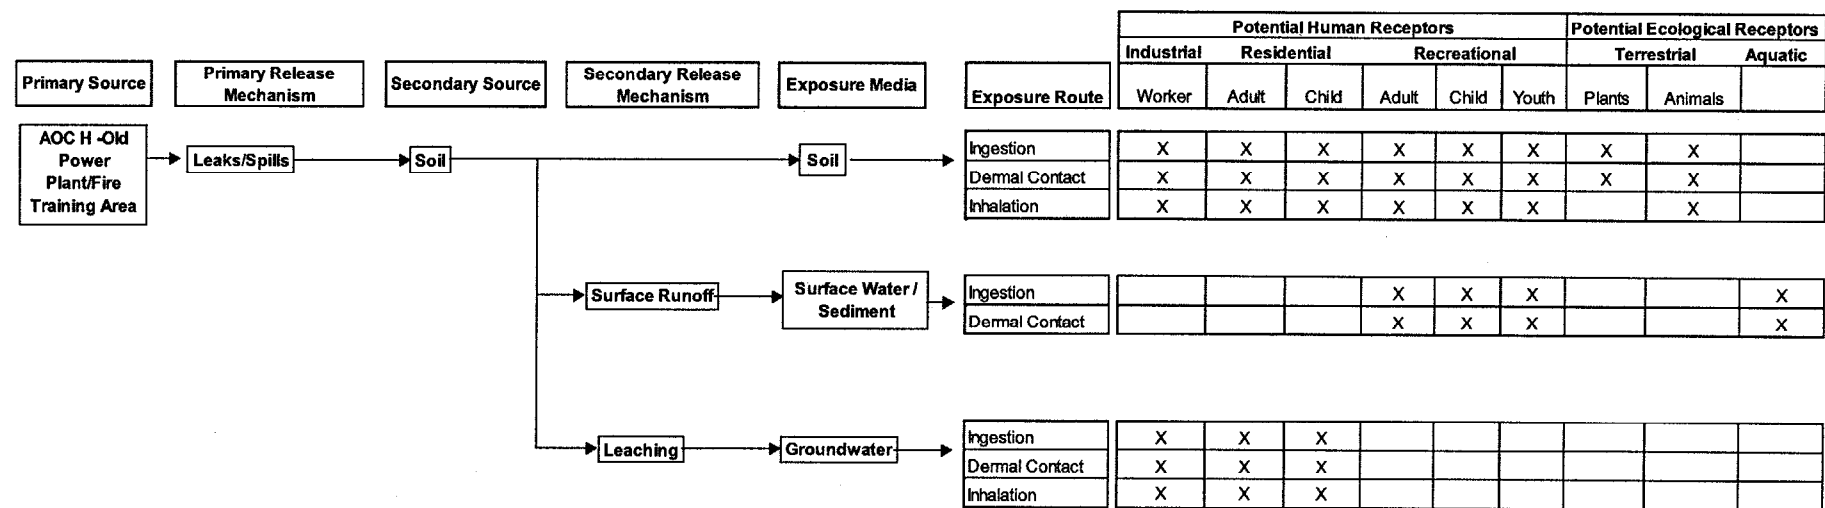 Potential Human Receptors Potential Ecological Receptors
Industrial Residential Recreational Terrestrial Aquatic
Primary Source Primary Release Mechanism Secondary Source Secondary Release Mechanism Exposure Media Exposure Route Worker Adult Child Adult Child Youth Plants Animals
AOC H -Old
Power
Plant/Fire
Training Area
Leaks/Spills
Soil
Soil
Ingestion X X X X X X X X
Dermal Contact X X X X X X X X
Inhalation X X X X X X X
Surface Runoff
Surface Water /
Sediment
Ingestion X X X X
Dermal Contact X X X X
Leaching
Groundwater
Ingestion X X X
Dermal Contact X X X
Inhalation X X X